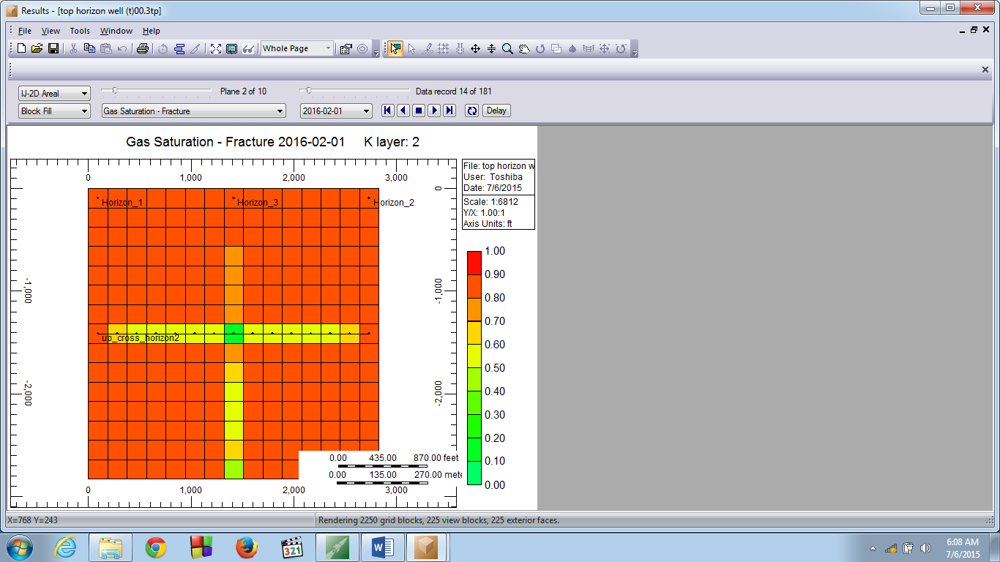 Results - [top horizon well (t)00.3tp]
File View Tools Window Help
Whole Page
IJ-2D Areal Plane 2 of 10 Data record 14 of 181
Block Fill Gas Saturation - Fracture 2016-02-01 Delay
Gas Saturation - Fracture 2016-02-01 K layer: 2
0 1,000 2,000 3,000
File: top horizon w
User: Toshiba
Date: 7/6/2015
Scale: 1:6812
Y/X: 1.00:1
Axis Units: ft
0
Horizon_1 Horizon_3 Horizon_2
-1,000 -1,000
up_cross_horizon2
-2,000 -2,000
1.00
0.90
0.80
0.70
0.60
0.50
0.40
0.30
0.20
0.10
0.00
0.00 435.00 870.00 feet
0.00 135.00 270.00 mete
0 1,000 2,000 3,000
X=768 Y=243 Rendering 2250 grid blocks, 225 view blocks, 225 exterior faces.
321
W
6:08 AM
7/6/2015